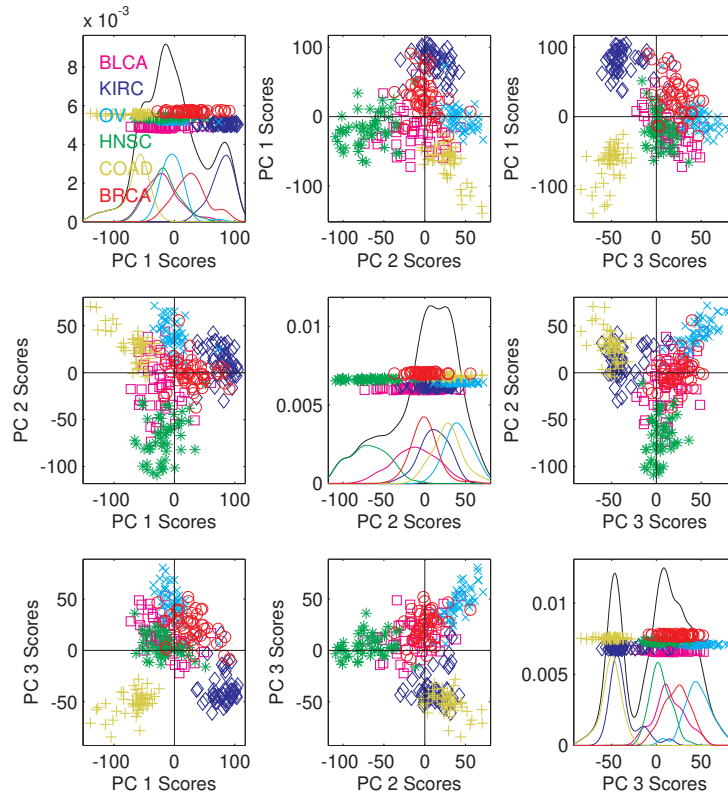 x 10⁻³
8
6
4
2
0
BLCA
KIRC
OV
HNSC
COAD
BRCA
-100 0 100
PC 1 Scores
100
0
-100
PC 1 Scores
-100 -50 0 50
PC 2 Scores
100
0
-100
PC 1 Scores
-50 0 50
PC 3 Scores
50
0
-50
-100
PC 2 Scores
-100 0 100
PC 1 Scores
0.01
0.005
0
-100 -50 0 50
PC 2 Scores
50
0
-50
-100
PC 2 Scores
-50 0 50
PC 3 Scores
50
0
-50
PC 3 Scores
-100 0 100
PC 1 Scores
50
0
-50
PC 3 Scores
-100 -50 0 50
PC 2 Scores
0.01
0.005
0
-50 0 50
PC 3 Scores